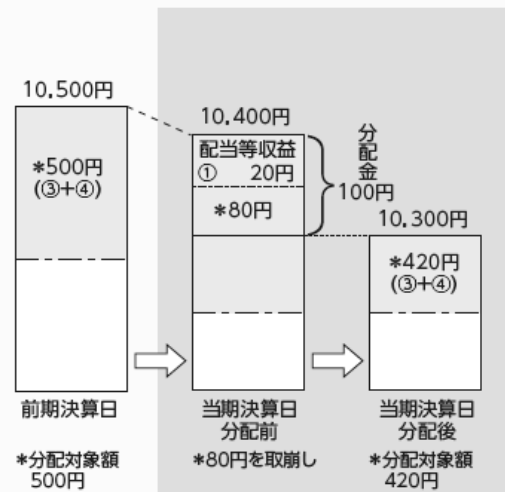 10,500円
*500円
(③+④)
前期決算日
*分配対象額
500円
10,400円
配当等収益
① 20円
*80円
分配金
100円
当期決算日
分配前
*80円を取崩し
10,300円
*420円
(③+④)
当期決算日
分配後
*分配対象額
420円